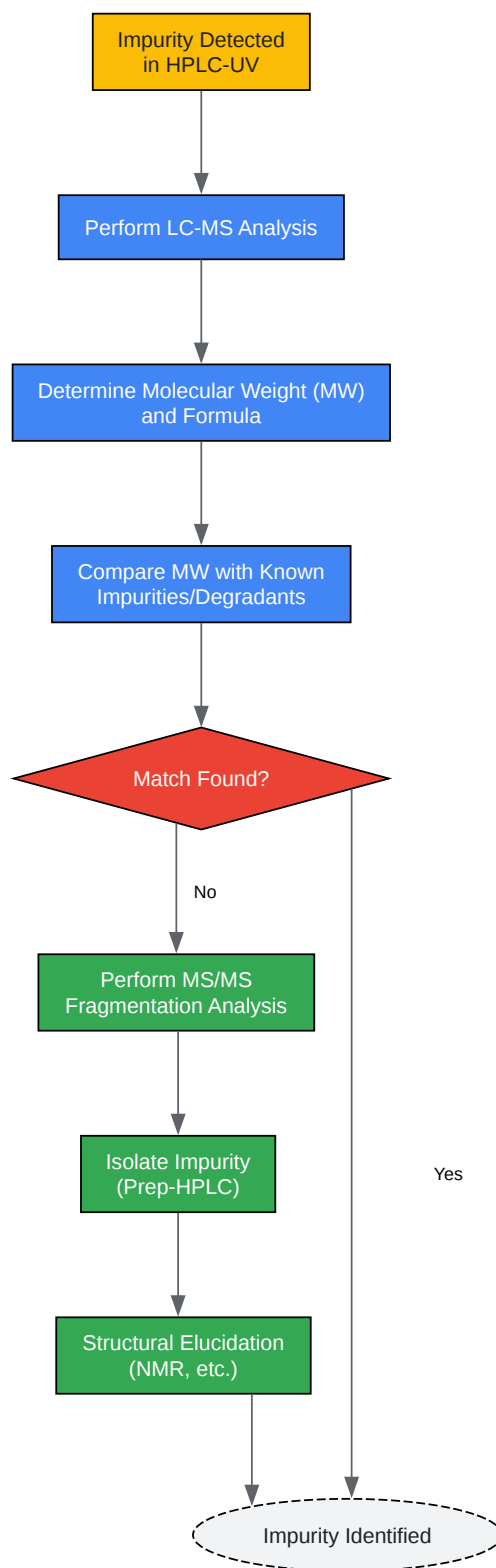 Impurity Detected
in HPLC-UV
Perform LC-MS Analysis
Determine Molecular Weight (MW)
and Formula
Compare MW with Known
Impurities/Degradants
Match Found?
No
Perform MS/MS
Fragmentation Analysis
Isolate Impurity
(Prep-HPLC)
Yes
Structural Elucidation
(NMR, etc.)
Impurity Identified